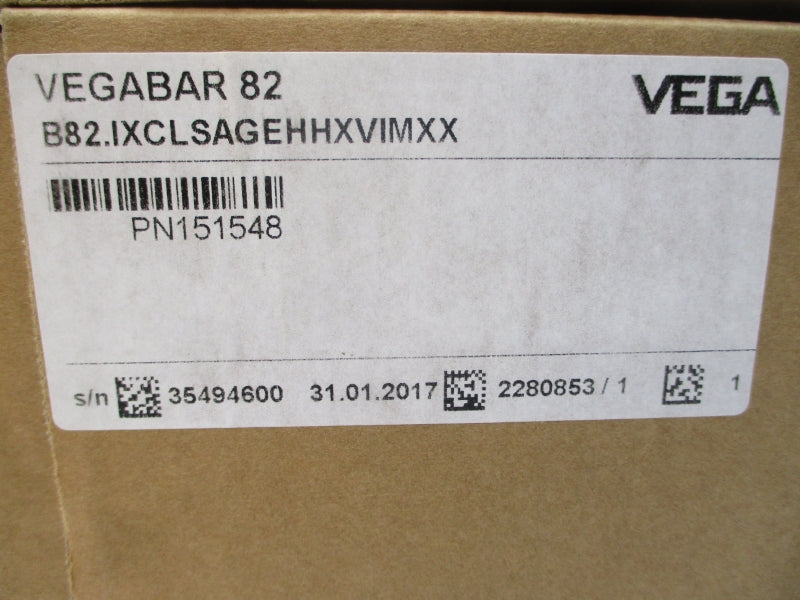 VEGABAR 82
VEGA
B82.IXCLSAGEHHXVIMXX
PN151548
s/n 35494600 31.01.2017 2280853 / 1 1